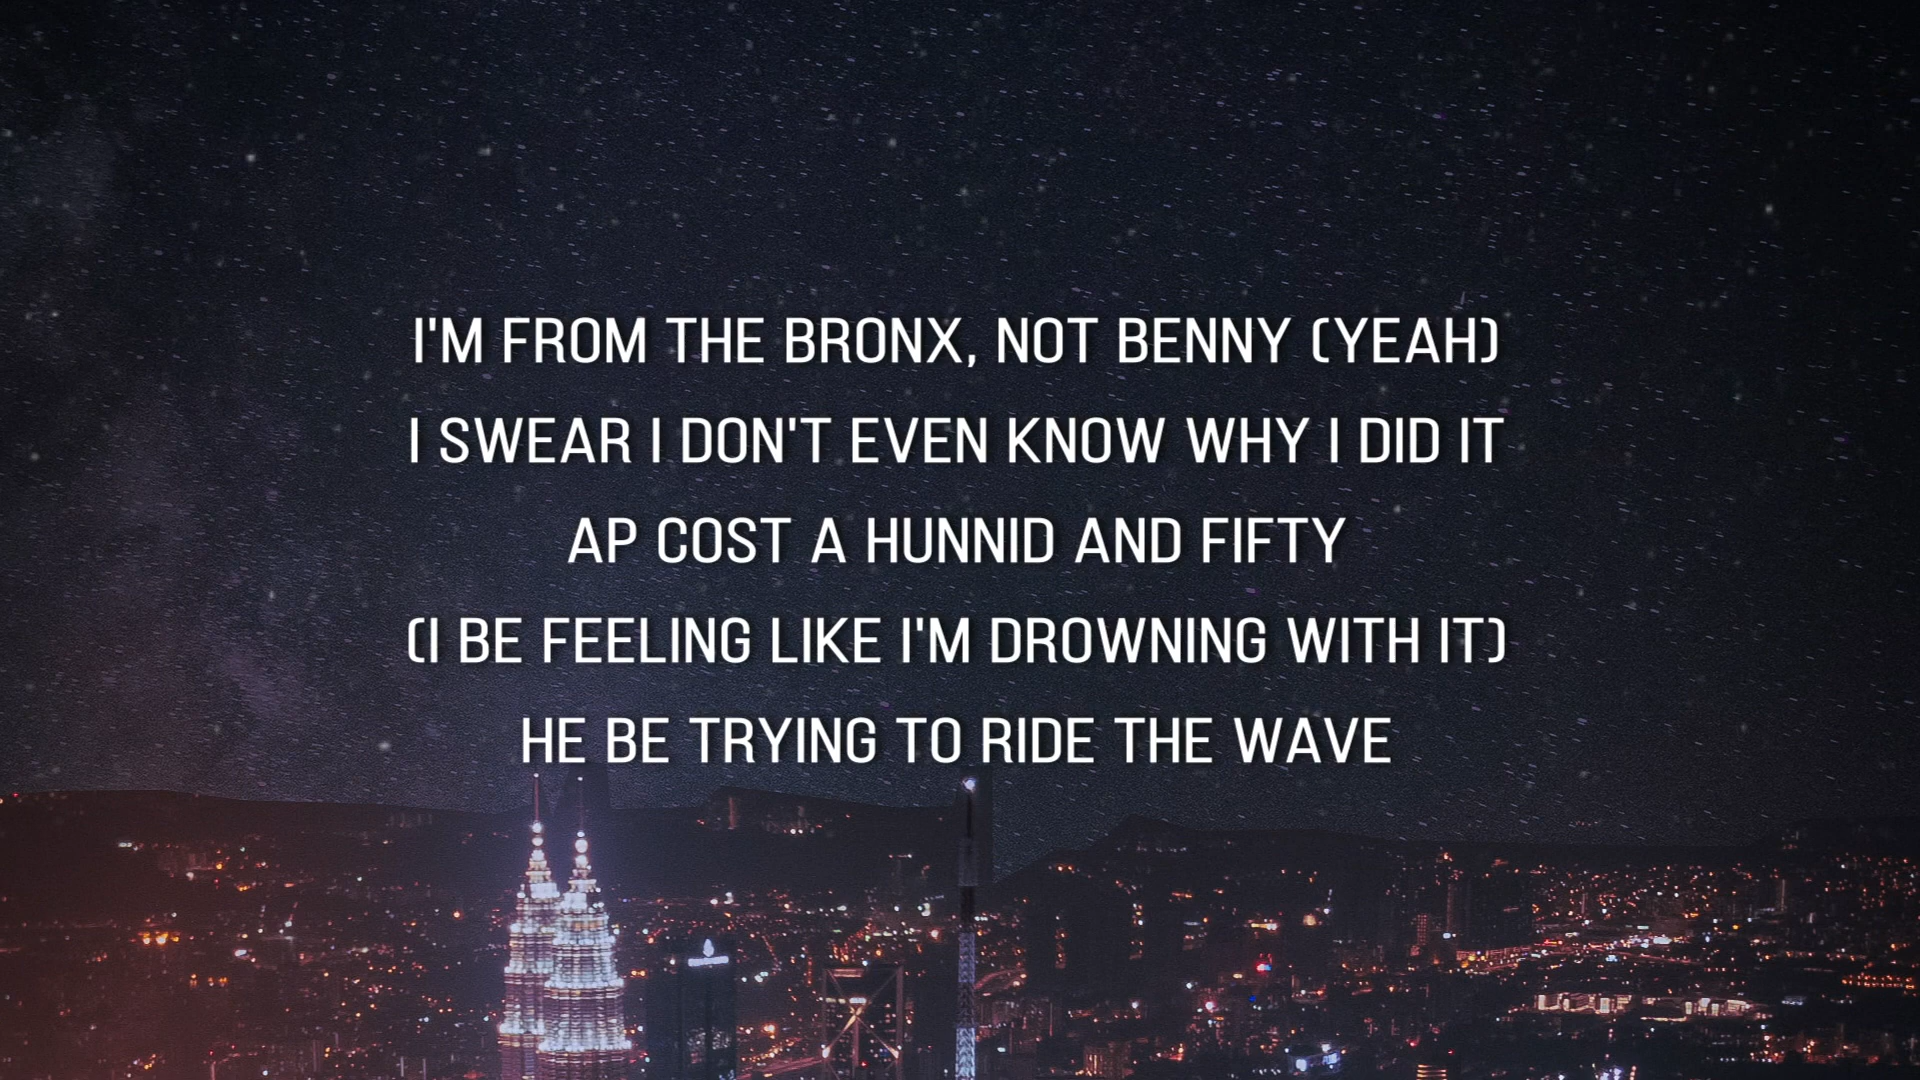 I'M FROM THE BRONX, NOT BENNY (YEAH)
I SWEAR I DON'T EVEN KNOW WHY I DID IT
AP COST A HUNNID AND FIFTY
(I BE FEELING LIKE I'M DROWNING WITH IT)
HE BE TRYING TO RIDE THE WAVE